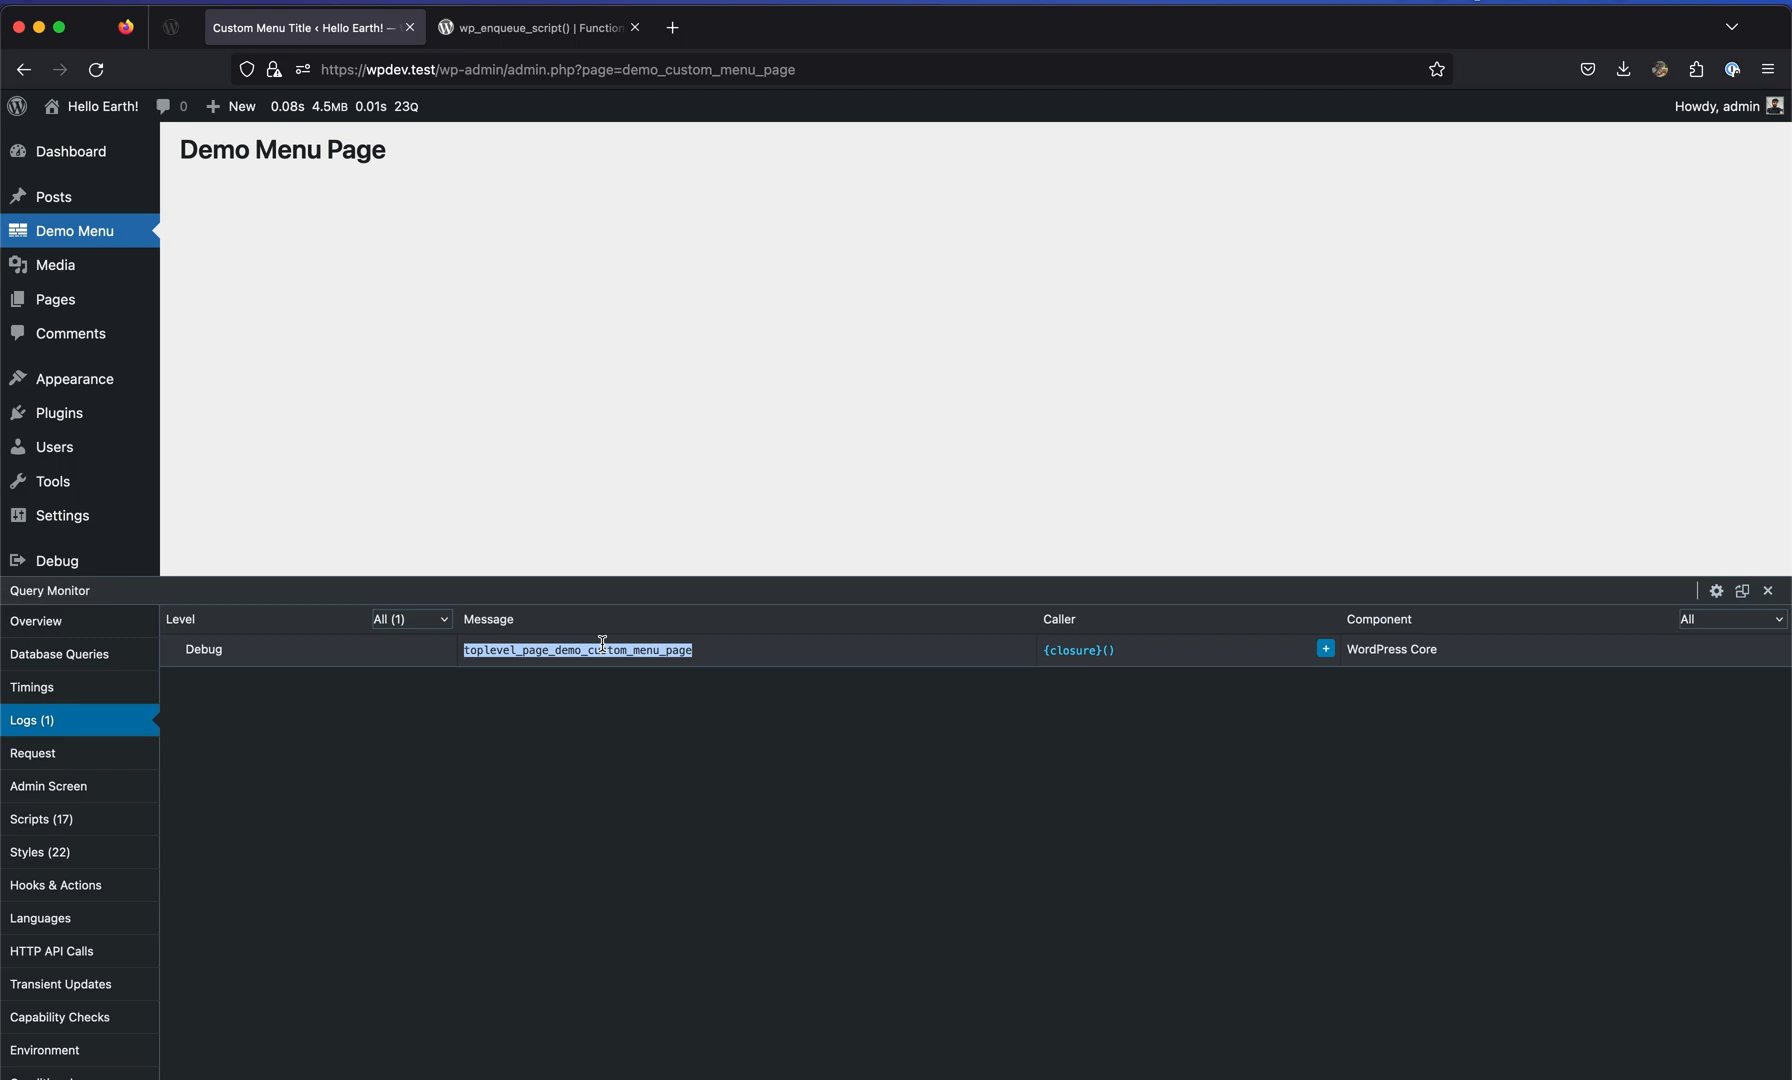 Custom Menu Title ‹ Hello Earth! —
wp_enqueue_script() | Function
https://wpdev.test/wp-admin/admin.php?page=demo_custom_menu_page
Hello Earth!
0
New
0.08s 4.5MB 0.01s 23Q
Howdy, admin
Dashboard
Posts
Demo Menu
Media
Pages
Comments
Appearance
Plugins
Users
Tools
Settings
Debug
Demo Menu Page
Query Monitor
Overview
Database Queries
Timings
Logs (1)
Request
Admin Screen
Scripts (17)
Styles (22)
Hooks & Actions
Languages
HTTP API Calls
Transient Updates
Capability Checks
Environment
Level
All (1)
Message
Caller
Component
All
Debug
toplevel_page_demo_custom_menu_page
{closure}()
+
WordPress Core